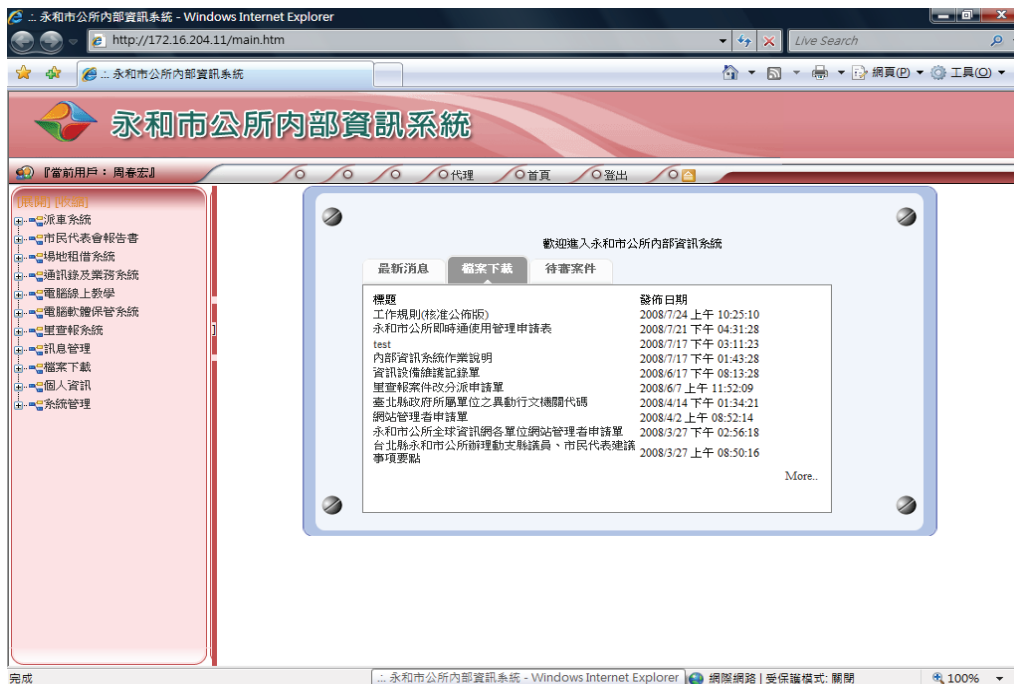 .:. 永和市公所內部資訊系統 - Windows Internet Explorer
http://172.16.204.11/main.htm
Live Search
.:. 永和市公所內部資訊系統
網頁(P)
工具(O)
永和市公所內部資訊系統
『當前用戶：周春宏』
代理
首頁
登出
[展開] [收縮]
派車系統
市民代表會報告書
場地租借系統
通訊錄及業務系統
電腦線上教學
電腦軟體保管系統
里查報系統
訊息管理
檔案下載
個人資訊
系統管理
歡迎進入永和市公所內部資訊系統
最新消息
檔案下載
待審案件
標題 發佈日期
工作規則(核准公佈版) 2008/7/24 上午 10:25:10
永和市公所即時通使用管理申請表 2008/7/21 下午 04:31:28
test 2008/7/17 下午 03:11:23
內部資訊系統作業說明 2008/7/17 下午 01:43:28
資訊設備維護記錄單 2008/6/17 下午 08:13:28
里查報案件改分派申請單 2008/6/7 上午 11:52:09
臺北縣政府所屬單位之異動行文機關代碼 2008/4/14 下午 01:34:21
網站管理者申請單 2008/4/2 上午 08:52:14
永和市公所全球資訊網各單位網站管理者申請單 2008/3/27 下午 02:56:18
台北縣永和市公所辦理動支縣議員、市民代表建議
事項要點 2008/3/27 上午 08:50:16
More..
完成
.:. 永和市公所內部資訊系統 - Windows Internet Explorer
網際網路 | 受保護模式: 關閉
100%